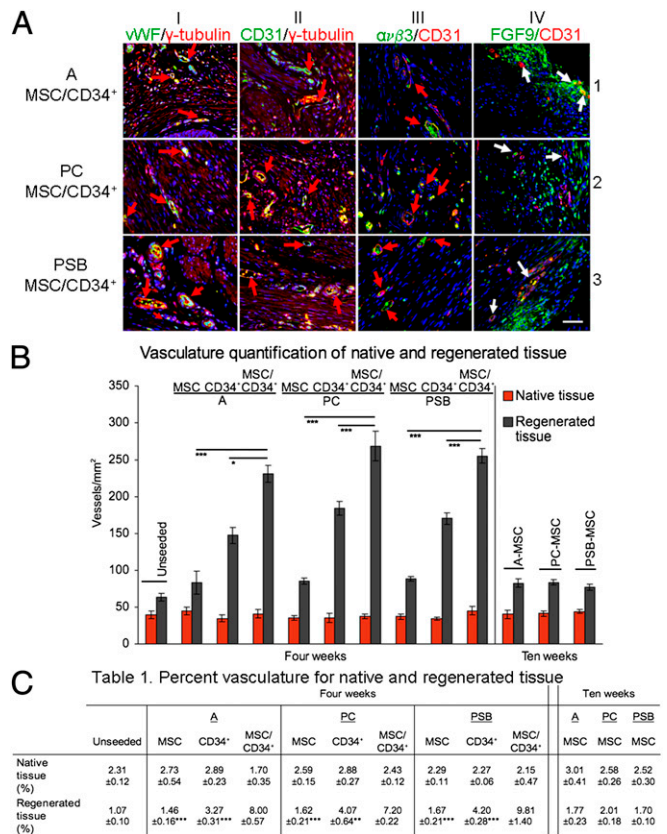 A
I II III IV
vWF/γ-tubulin CD31/γ-tubulin ανβ3/CD31 FGF9/CD31
A
MSC/CD34⁺
1
PC
MSC/CD34⁺
2
PSB
MSC/CD34⁺
3
B
Vasculature quantification of native and regenerated tissue
MSC CD34⁺ MSC/CD34⁺ MSC CD34⁺ MSC/CD34⁺ MSC CD34⁺ MSC/CD34⁺
A PC PSB
Native tissue
Regenerated tissue
Vessels/mm²
350
300
250
200
150
100
50
0
*** * *** *** *** ***
Unseeded
A-MSC
PC-MSC
PSB-MSC
Four weeks Ten weeks
C
Table 1. Percent vasculature for native and regenerated tissue
Four weeks Ten weeks
A PC PSB A PC PSB
Unseeded MSC CD34⁺ MSC/CD34⁺ MSC CD34⁺ MSC/CD34⁺ MSC CD34⁺ MSC/CD34⁺ MSC MSC MSC
Native tissue (%)
2.31 2.73 2.89 1.70 2.59 2.88 2.43 2.29 2.27 2.15 3.01 2.58 2.52
±0.12 ±0.54 ±0.23 ±0.35 ±0.15 ±0.27 ±0.12 ±0.11 ±0.06 ±0.47 ±0.41 ±0.26 ±0.30
Regenerated tissue (%)
1.07 1.46 3.27 8.00 1.62 4.07 7.20 1.67 4.20 9.81 1.77 2.01 1.70
±0.10 ±0.16*** ±0.31*** ±0.57 ±0.21*** ±0.64** ±0.22 ±0.21*** ±0.28*** ±1.40 ±0.23 ±0.18 ±0.10